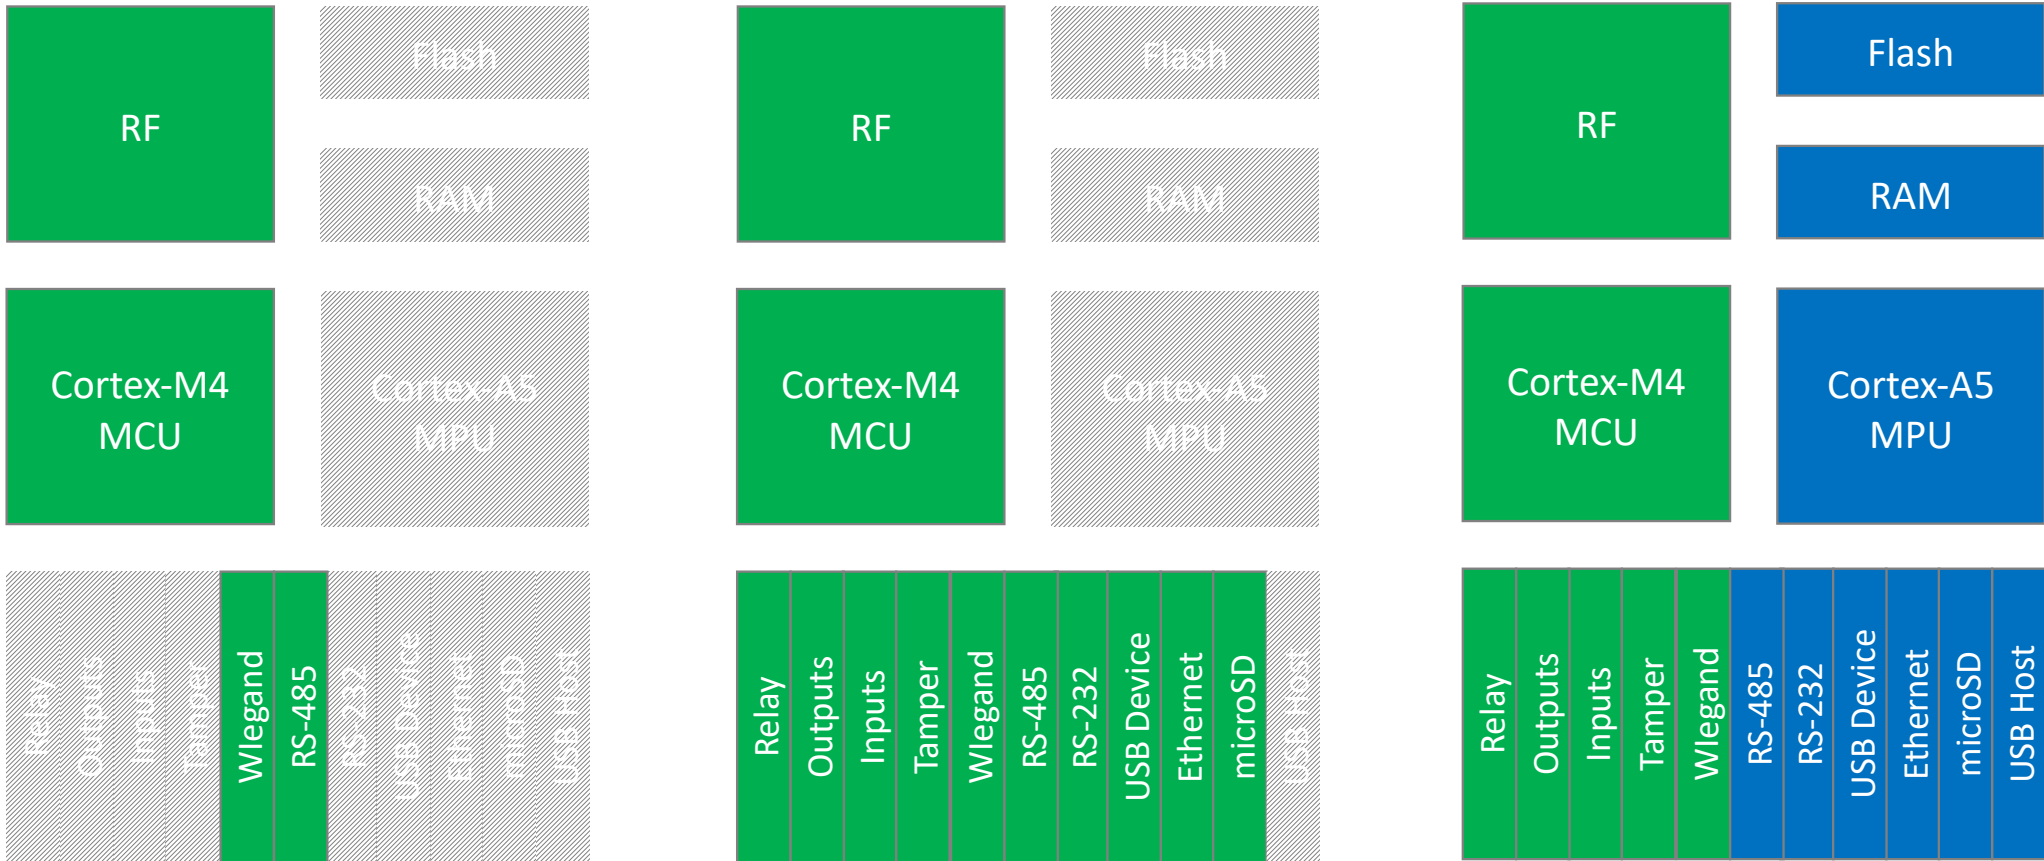 RF
Flash
RAM
Cortex-M4
MCU
Cortex-A5
MPU
Relay
Outputs
Inputs
Tamper
Wlegand
RS-485
RS-232
USB Device
Ethernet
microSD
USB Host
RF
Flash
RAM
Cortex-M4
MCU
Cortex-A5
MPU
Relay
Outputs
Inputs
Tamper
Wlegand
RS-485
RS-232
USB Device
Ethernet
microSD
USB Host
RF
Flash
RAM
Cortex-M4
MCU
Cortex-A5
MPU
Relay
Outputs
Inputs
Tamper
Wlegand
RS-485
RS-232
USB Device
Ethernet
microSD
USB Host